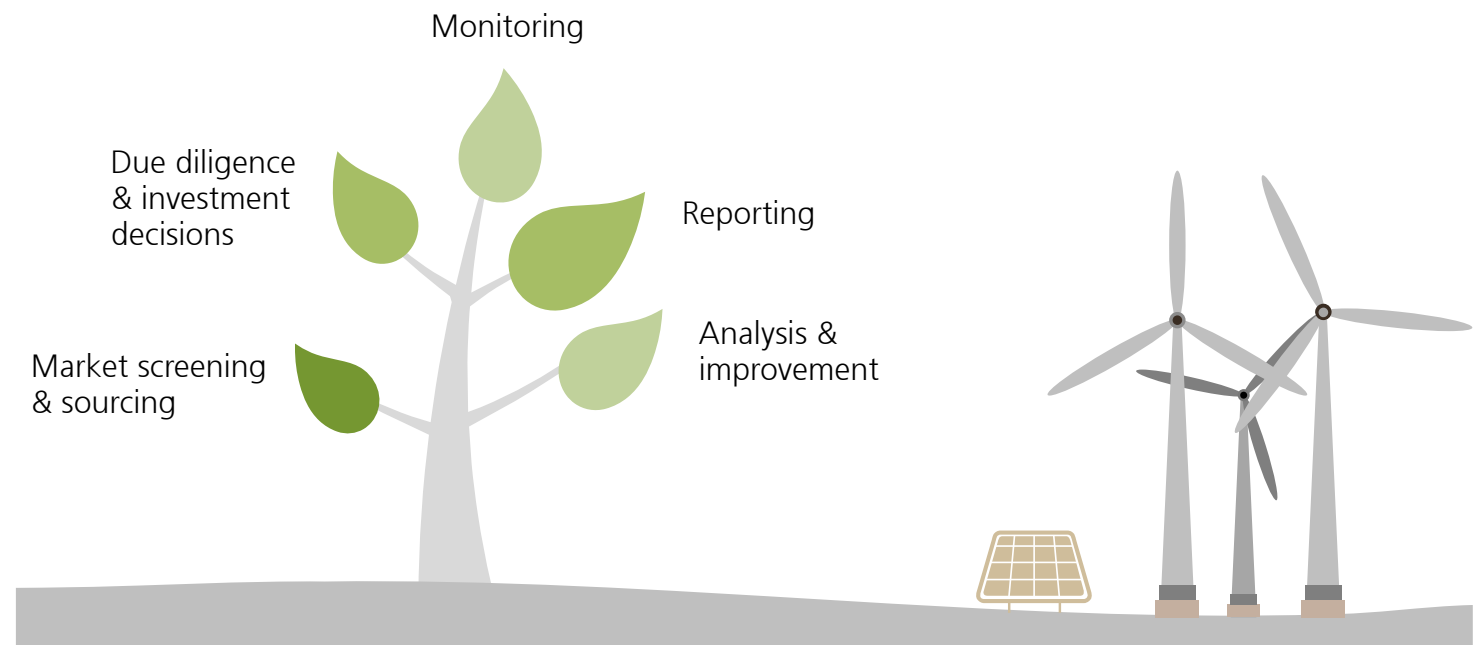 Monitoring
Due diligence
& investment
decisions
Reporting
Analysis &
improvement
Market screening
& sourcing